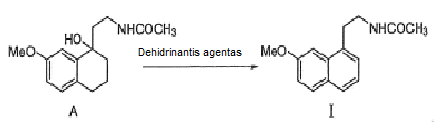 HO
NHCOCH3
MeO
Dehidrinantis agentas
MeO
NHCOCH3
A
I